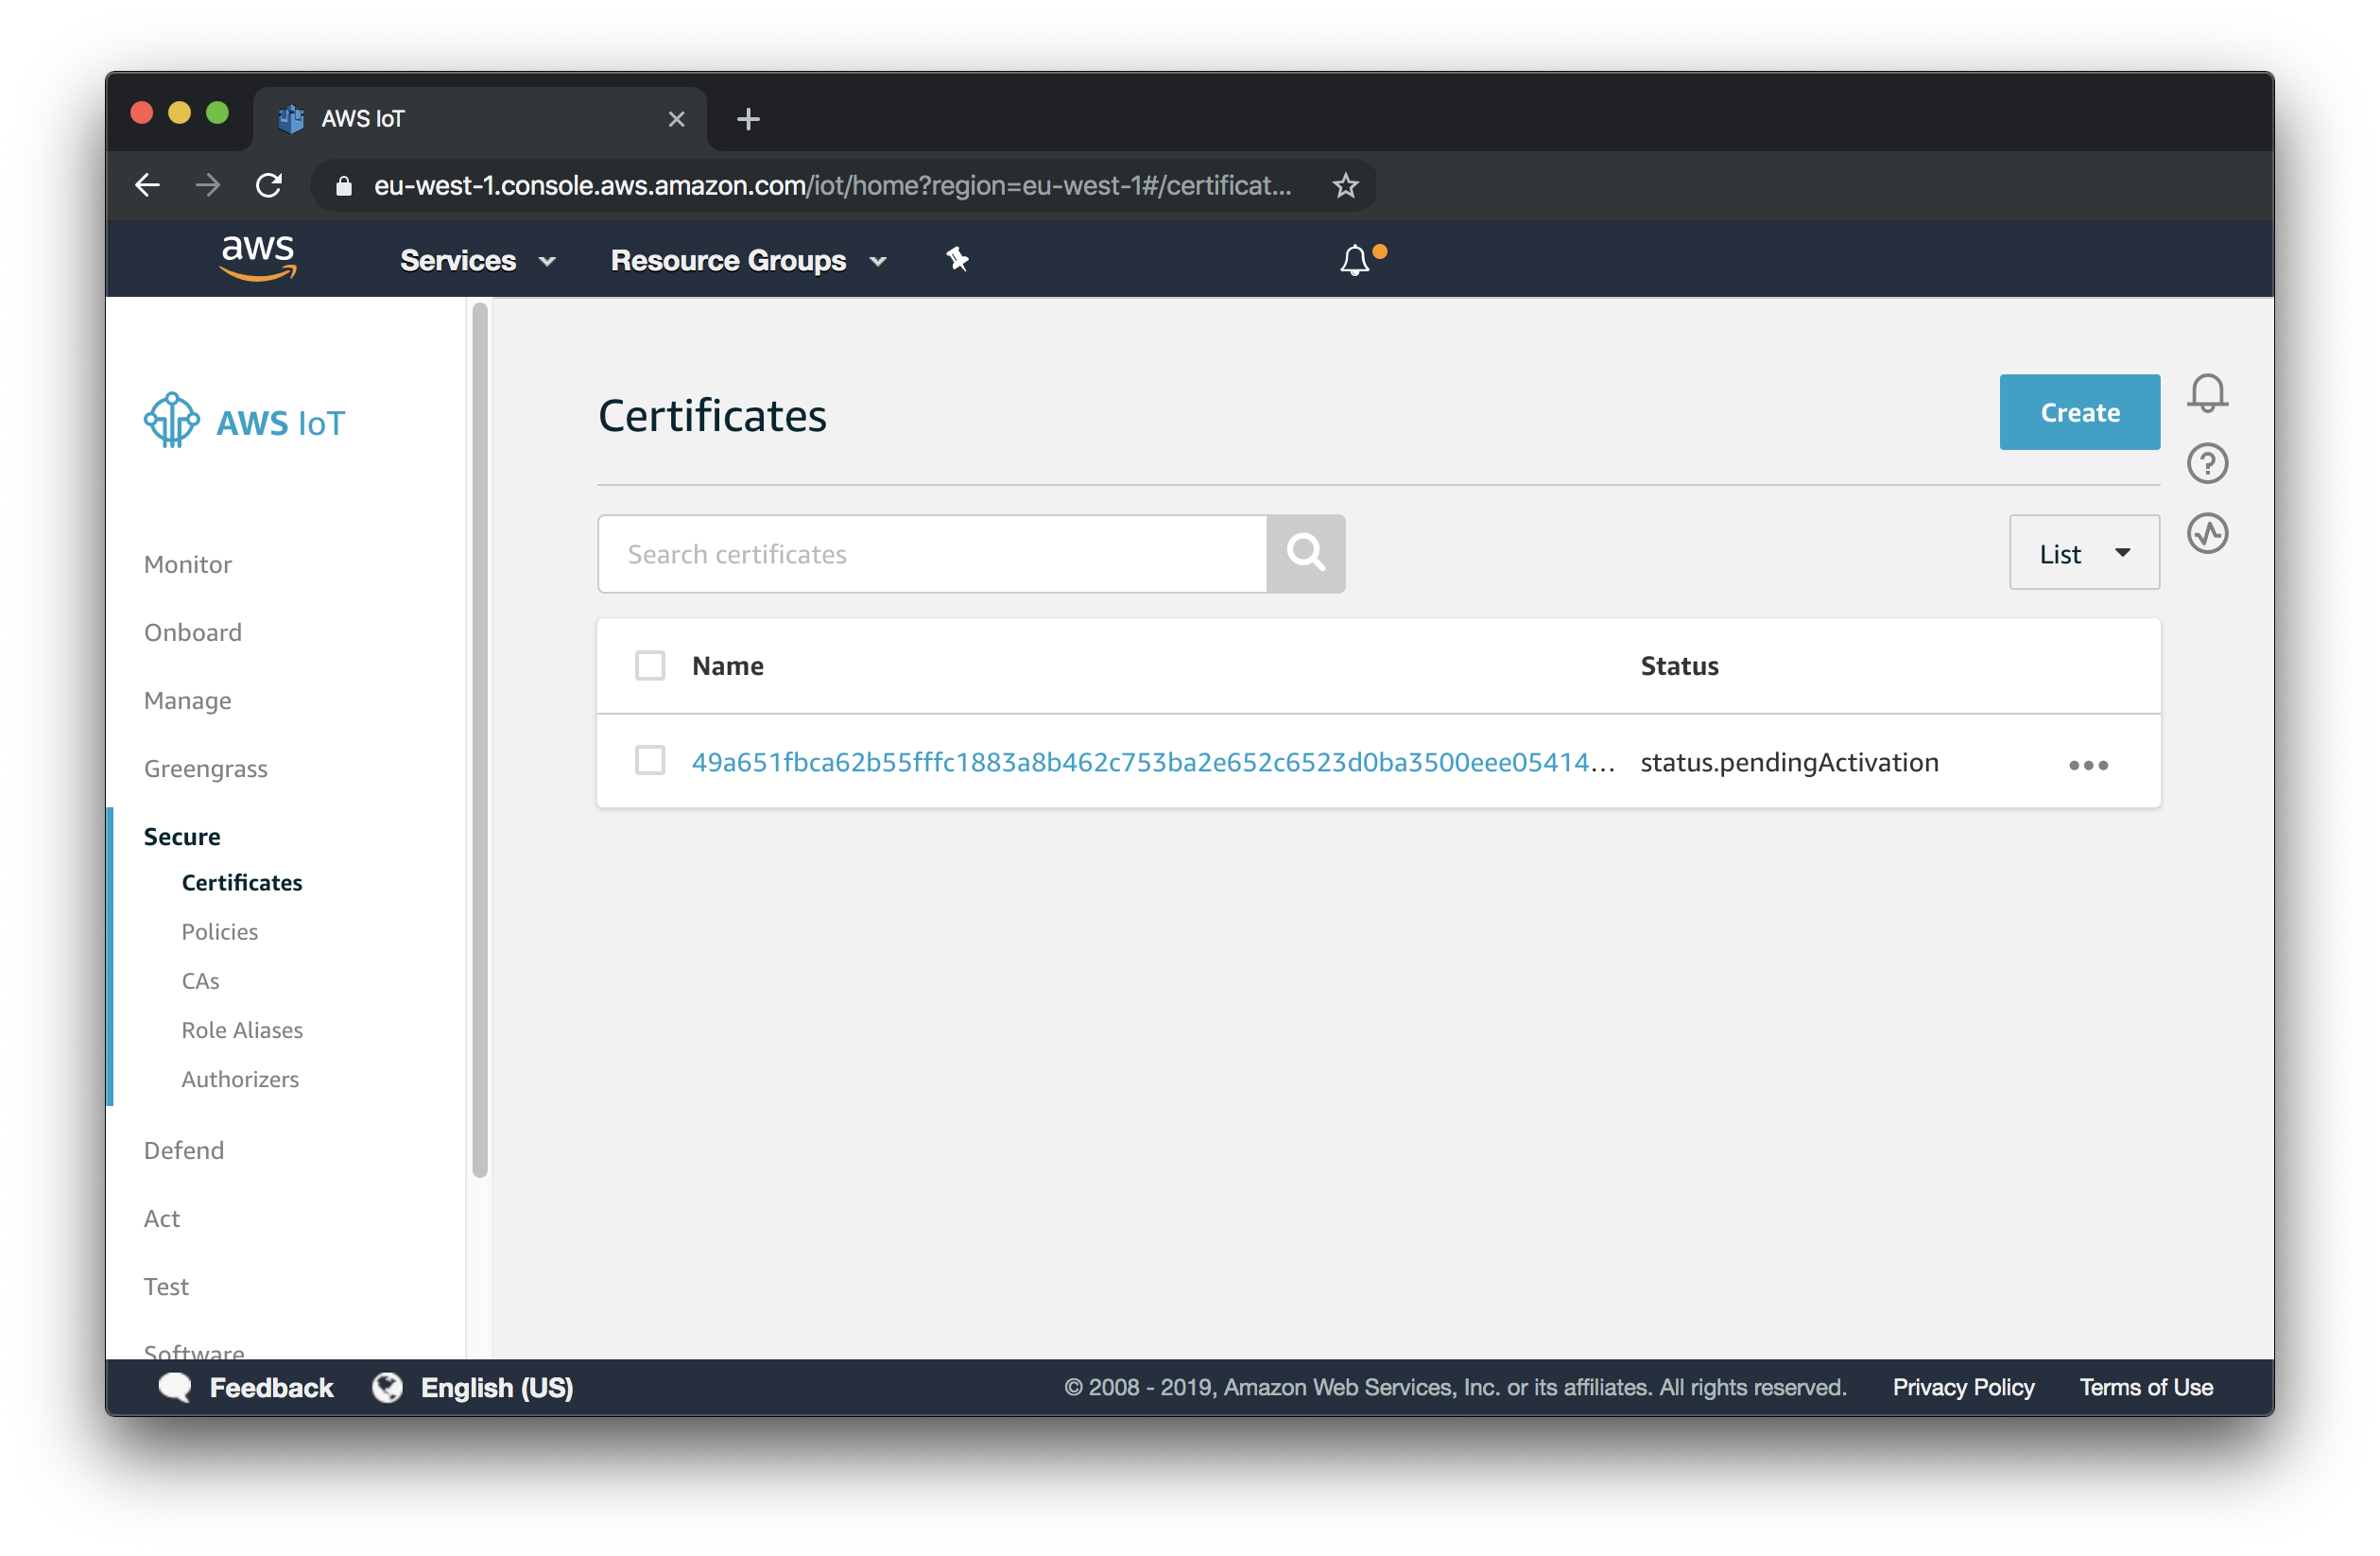 AWS IoT
eu-west-1.console.aws.amazon.com/iot/home?region=eu-west-1#/certificat...
aws Services Resource Groups
AWS IoT
Monitor
Onboard
Manage
Greengrass
Secure
Certificates
Policies
CAs
Role Aliases
Authorizers
Defend
Act
Test
Software
Certificates
Create
Search certificates
List
Name Status
49a651fbca62b55fffc1883a8b462c753ba2e652c6523d0ba3500eee05414... status.pendingActivation
Feedback English (US) © 2008 - 2019, Amazon Web Services, Inc. or its affiliates. All rights reserved. Privacy Policy Terms of Use